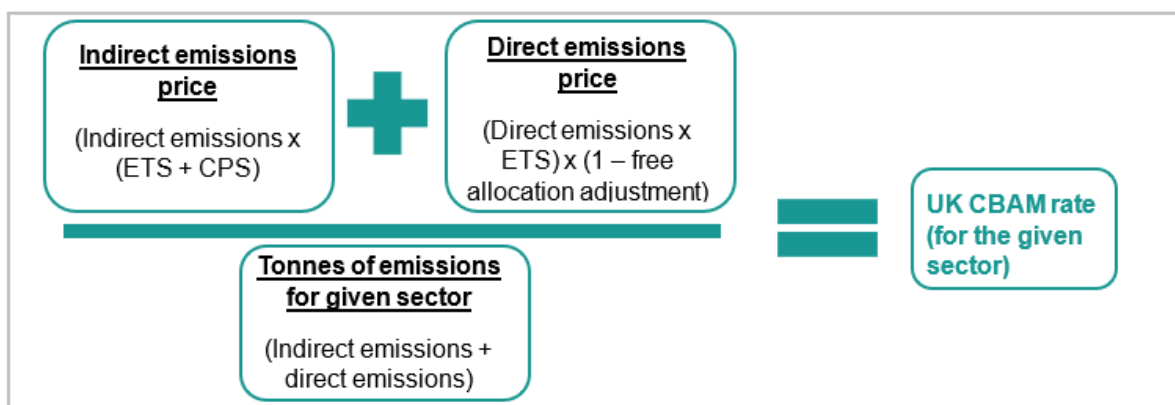 Indirect emissions
price
(Indirect emissions x
(ETS + CPS)
Direct emissions
price
(Direct emissions x
ETS) x (1 – free
allocation adjustment)
Tonnes of emissions
for given sector
(Indirect emissions +
direct emissions)
UK CBAM rate
(for the given
sector)